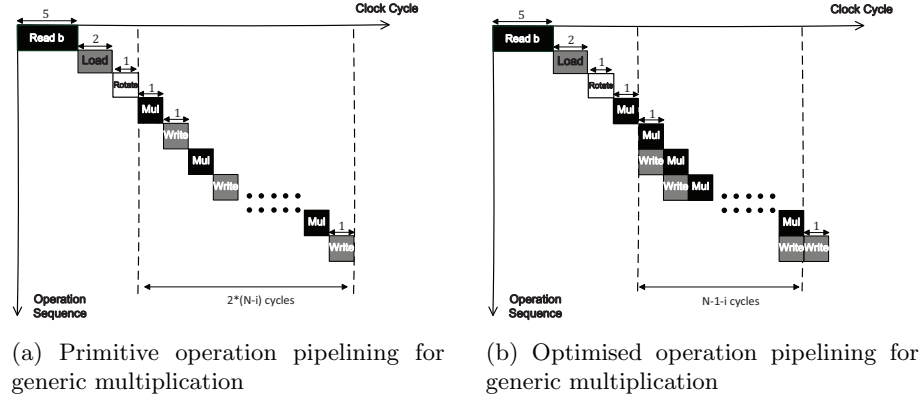 Clock Cycle
5
Read b
2
Load
1
Rotate
1
Mul
1
Write
Mul
Write
Mul
1
Write
2*(N-i) cycles
Operation
Sequence
(a) Primitive operation pipelining for
generic multiplication
Clock Cycle
5
Read b
2
Load
1
Rotate
1
Mul
1
Mul
Write
Mul
Write
Mul
Mul
1
Write
Write
N-1-i cycles
Operation
Sequence
(b) Optimised operation pipelining for
generic multiplication